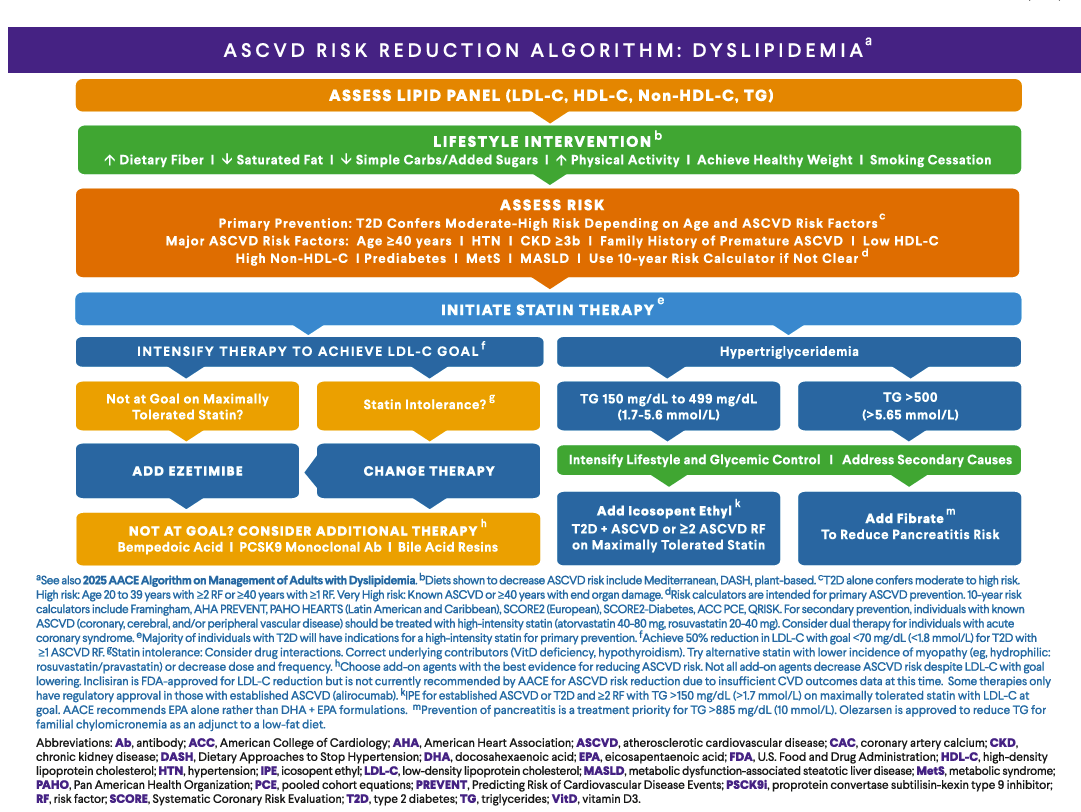 ASCVD RISK REDUCTION ALGORITHM: DYSLIPIDEMIAa
ASSESS LIPID PANEL (LDL-C, HDL-C, Non-HDL-C, TG)
LIFESTYLE INTERVENTION b
↑ Dietary Fiber I ↓ Saturated Fat I ↓ Simple Carbs/Added Sugars I ↑ Physical Activity I Achieve Healthy Weight I Smoking Cessation
ASSESS RISK
Primary Prevention: T2D Confers Moderate-High Risk Depending on Age and ASCVD Risk Factors c
Major ASCVD Risk Factors: Age ≥40 years I HTN I CKD ≥3b I Family History of Premature ASCVD I Low HDL-C
High Non-HDL-C I Prediabetes I MetS I MASLD I Use 10-year Risk Calculator if Not Clear d
INITIATE STATIN THERAPY e
INTENSIFY THERAPY TO ACHIEVE LDL-C GOAL f
Hypertriglyceridemia
Not at Goal on Maximally
Tolerated Statin?
Statin Intolerance? g
TG 150 mg/dL to 499 mg/dL
(1.7-5.6 mmol/L)
TG >500
(>5.65 mmol/L)
ADD EZETIMIBE
CHANGE THERAPY
Intensify Lifestyle and Glycemic Control I Address Secondary Causes
NOT AT GOAL? CONSIDER ADDITIONAL THERAPY h
Bempedoic Acid I PCSK9 Monoclonal Ab I Bile Acid Resins
Add Icosopent Ethyl k
T2D + ASCVD or ≥2 ASCVD RF
on Maximally Tolerated Statin
Add Fibrate m
To Reduce Pancreatitis Risk
aSee also 2025 AACE Algorithm on Management of Adults with Dyslipidemia. bDiets shown to decrease ASCVD risk include Mediterranean, DASH, plant-based. cT2D alone confers moderate to high risk.
High risk: Age 20 to 39 years with ≥2 RF or ≥40 years with ≥1 RF. Very High risk: Known ASCVD or ≥40 years with end organ damage. dRisk calculators are intended for primary ASCVD prevention. 10-year risk
calculators include Framingham, AHA PREVENT, PAHO HEARTS (Latin American and Caribbean), SCORE2 (European), SCORE2-Diabetes, ACC PCE, QRISK. For secondary prevention, individuals with known
ASCVD (coronary, cerebral, and/or peripheral vascular disease) should be treated with high-intensity statin (atorvastatin 40-80 mg, rosuvastatin 20-40 mg). Consider dual therapy for individuals with acute
coronary syndrome. eMajority of individuals with T2D will have indications for a high-intensity statin for primary prevention. fAchieve 50% reduction in LDL-C with goal <70 mg/dL (<1.8 mmol/L) for T2D with
≥1 ASCVD RF. gStatin intolerance: Consider drug interactions. Correct underlying contributors (VitD deficiency, hypothyroidism). Try alternative statin with lower incidence of myopathy (eg, hydrophilic:
rosuvastatin/pravastatin) or decrease dose and frequency. hChoose add-on agents with the best evidence for reducing ASCVD risk. Not all add-on agents decrease ASCVD risk despite LDL-C with goal
lowering. Inclisiran is FDA-approved for LDL-C reduction but is not currently recommended by AACE for ASCVD risk reduction due to insufficient CVD outcomes data at this time. Some therapies only
have regulatory approval in those with established ASCVD (alirocumab). kIPE for established ASCVD or T2D and ≥2 RF with TG >150 mg/dL (>1.7 mmol/L) on maximally tolerated statin with LDL-C at
goal. AACE recommends EPA alone rather than DHA + EPA formulations. mPrevention of pancreatitis is a treatment priority for TG >885 mg/dL (10 mmol/L). Olezarsen is approved to reduce TG for
familial chylomicronemia as an adjunct to a low-fat diet.
Abbreviations: Ab, antibody; ACC, American College of Cardiology; AHA, American Heart Association; ASCVD, atherosclerotic cardiovascular disease; CAC, coronary artery calcium; CKD,
chronic kidney disease; DASH, Dietary Approaches to Stop Hypertension; DHA, docosahexaenoic acid; EPA, eicosapentaenoic acid; FDA, U.S. Food and Drug Administration; HDL-C, high-density
lipoprotein cholesterol; HTN, hypertension; IPE, icosopent ethyl; LDL-C, low-density lipoprotein cholesterol; MASLD, metabolic dysfunction-associated steatotic liver disease; MetS, metabolic syndrome;
PAHO, Pan American Health Organization; PCE, pooled cohort equations; PREVENT, Predicting Risk of Cardiovascular Disease Events; PSCK9i, proprotein convertase subtilisin-kexin type 9 inhibitor;
RF, risk factor; SCORE, Systematic Coronary Risk Evaluation; T2D, type 2 diabetes; TG, triglycerides; VitD, vitamin D3.